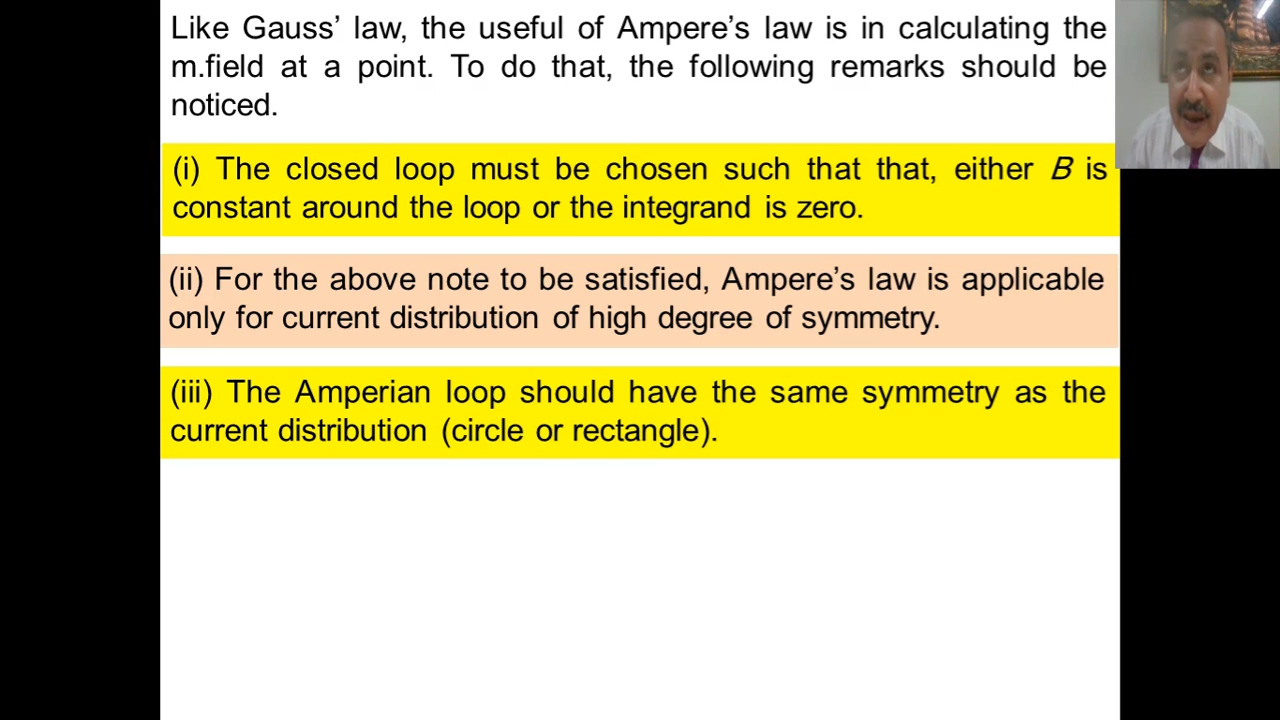 Like Gauss’ law, the useful of Ampere’s law is in calculating the
m.field at a point. To do that, the following remarks should be
noticed.
(i) The closed loop must be chosen such that that, either B is
constant around the loop or the integrand is zero.
(ii) For the above note to be satisfied, Ampere’s law is applicable
only for current distribution of high degree of symmetry.
(iii) The Amperian loop should have the same symmetry as the
current distribution (circle or rectangle).